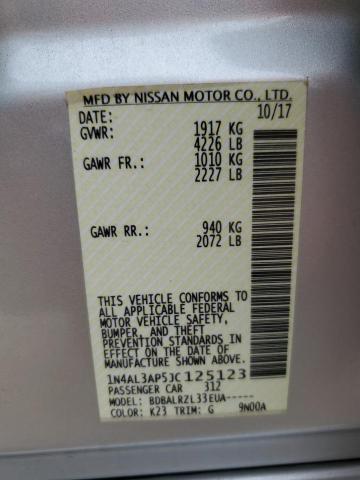 MFD BY NISSAN MOTOR CO., LTD.
DATE: 10/17
GVWR: 1917 KG
4226 LB
GAWR FR.: 1010 KG
2227 LB
GAWR RR.: 940 KG
2072 LB
THIS VEHICLE CONFORMS TO
ALL APPLICABLE FEDERAL
MOTOR VEHICLE SAFETY,
BUMPER, AND THEFT
PREVENTION STANDARDS IN
EFFECT ON THE DATE OF
MANUFACTURE SHOWN ABOVE.
1N4AL3AP5JC125123
PASSENGER CAR 312
MODEL: BDBALRZL33EUA-----
COLOR: K23 TRIM: G 9N00A